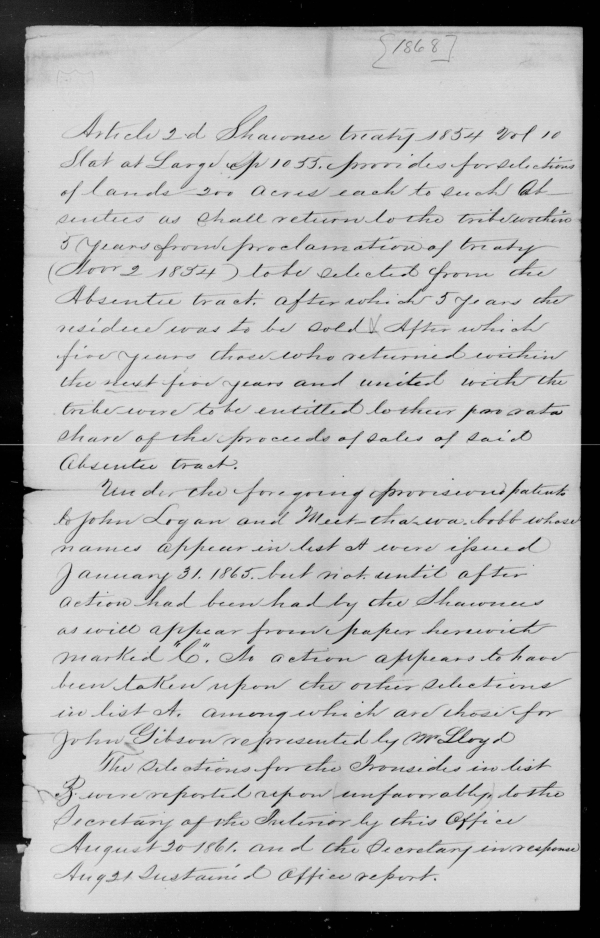 [1868]
Article 2d Shawnee treaty 1854 Vol 10
Stat at Large p 1055. provides for selections
of lands 200 acres each to such Ab
sentees as shall return to the tribe within
5 years from proclamation of treaty
(Novr 2 1854) to be selected from the
Absentee tract. after which 5 years the
residue was to be sold After which
five years those who returned within
the next five years and united with the
tribe were to be entitled to their pro rata
share of the proceeds of sales of said
Absentee tract.
Under the foregoing provisions patents
to John Logan and Meet-tha-wa-bobb whose
names appear in list A were issued
January 31. 1865. but not until after
action had been had by the Shawnees
as will appear from paper herewith
marked "C". No action appears to have
been taken upon the other selections
in list A. among which are those for
John Gibson represented by Mr Lloyd
The selections for the Ironsides in list
B were reported upon unfavorably to the
Secretary of the Interior by this Office
August 20 1861. and the Secretary in response
Aug 21 Sustained Office report.